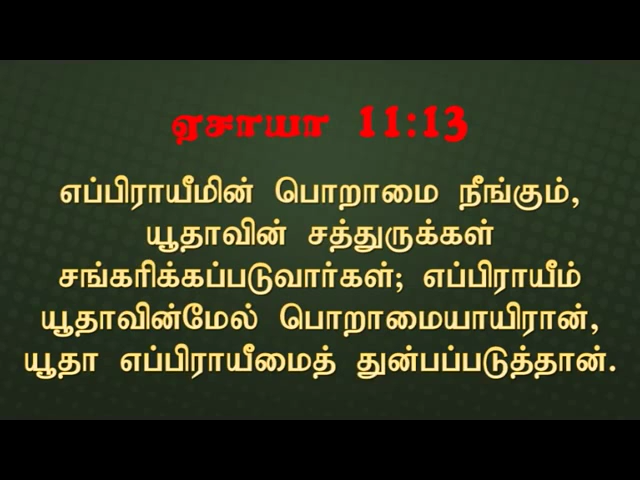 ஏசாயா 11:13
எப்பிராயீமின் பொறாமை நீங்கும்,
யூதாவின் சத்துருக்கள்
சங்கரிக்கப்படுவார்கள்; எப்பிராயீம்
யூதாவின்மேல் பொறாமையாயிரான்,
யூதா எப்பிராயீமைத் துன்பப்படுத்தான்.